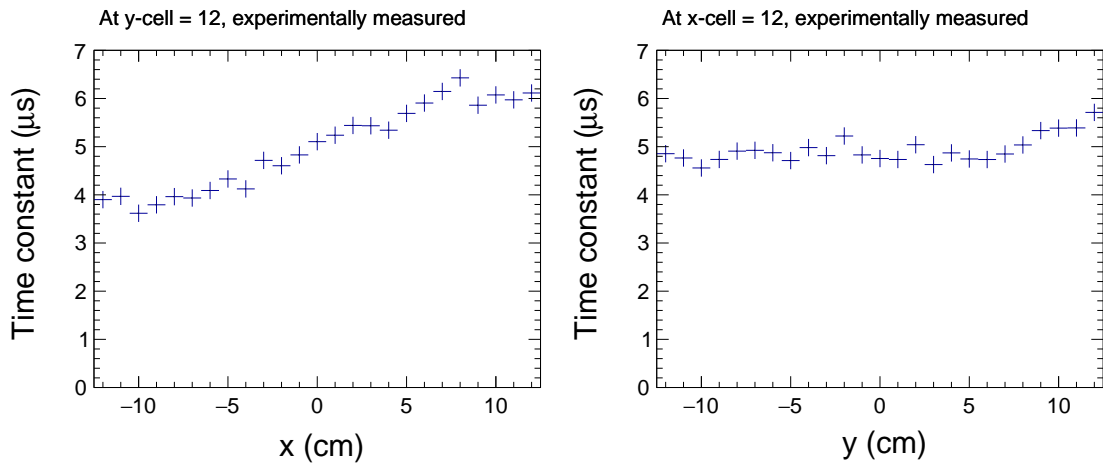 At y-cell = 12, experimentally measured
Time constant (μs)
7
6
5
4
3
2
1
0
−10 −5 0 5 10
x (cm)
At x-cell = 12, experimentally measured
Time constant (μs)
7
6
5
4
3
2
1
0
−10 −5 0 5 10
y (cm)